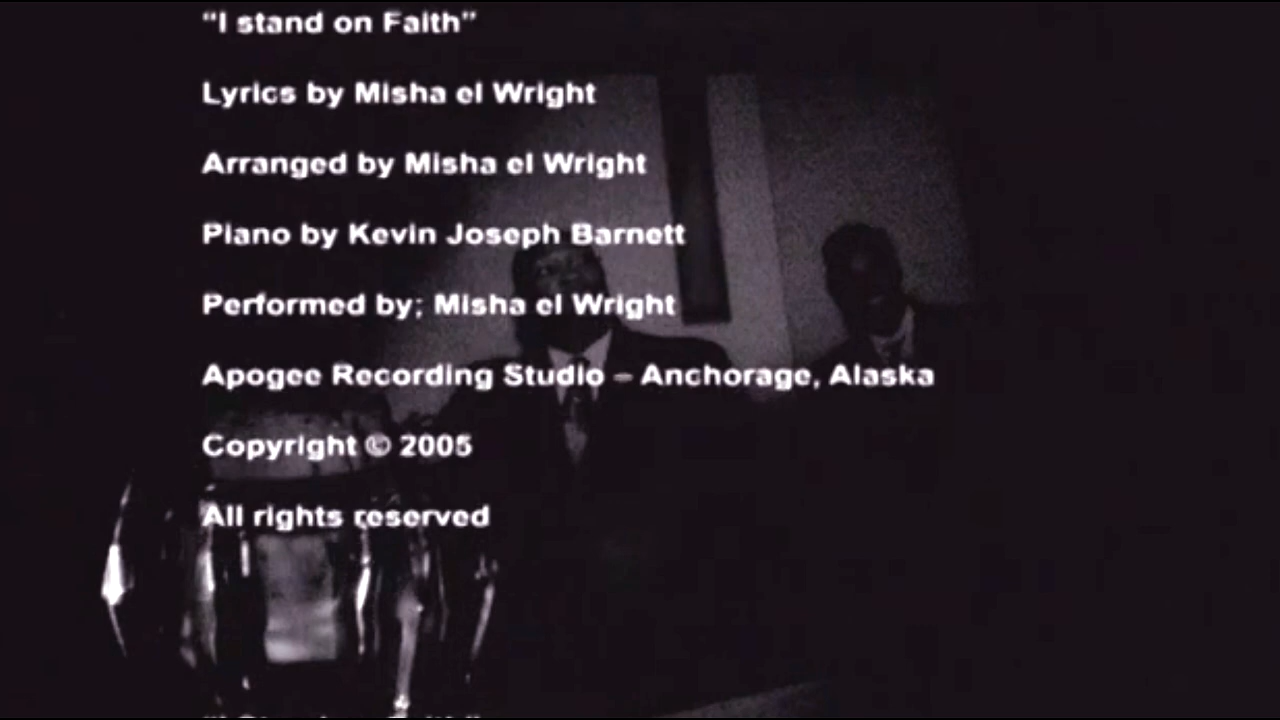 "I stand on Faith"
Lyrics by Misha el Wright
Arranged by Misha el Wright
Piano by Kevin Joseph Barnett
Performed by; Misha el Wright
Apogee Recording Studio – Anchorage, Alaska
Copyright © 2005
All rights reserved